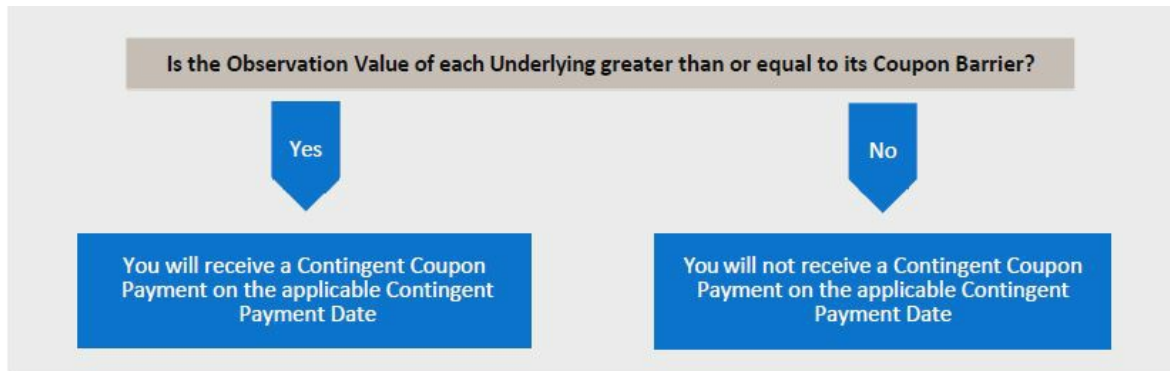 Is the Observation Value of each Underlying greater than or equal to its Coupon Barrier?
Yes
No
You will receive a Contingent Coupon
Payment on the applicable Contingent
Payment Date
You will not receive a Contingent Coupon
Payment on the applicable Contingent
Payment Date